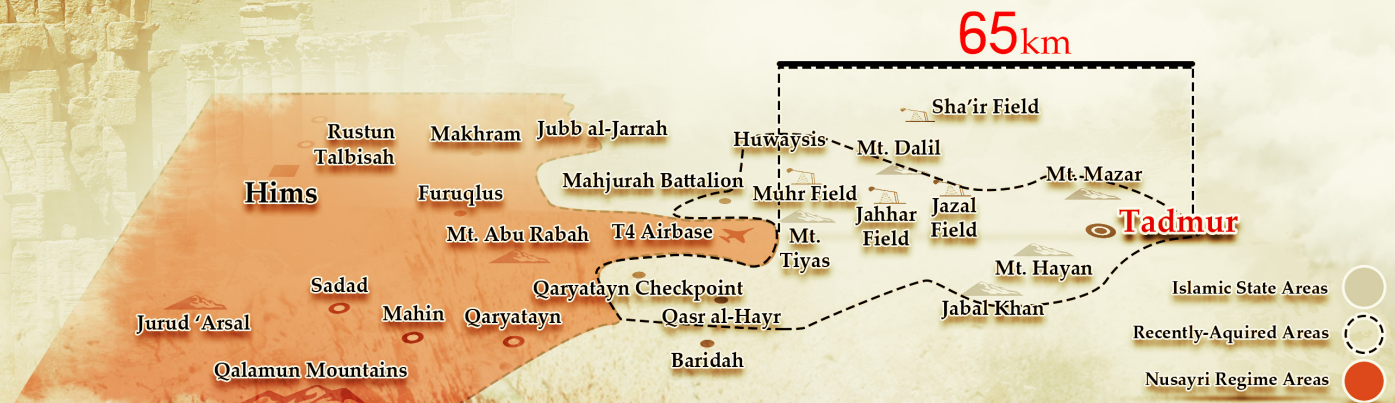 65km
Sha'ir Field
Rustun
Talbisah
Makhram
Jubb al-Jarrah
Huwaysis
Mt. Dalil
Hims
Furuqlus
Mahjurah Battalion
Muhr Field
Jahhar
Field
Jazal
Field
Mt. Mazar
Tadmur
Mt. Abu Rabah
T4 Airbase
Mt.
Tiyas
Mt. Hayan
Sadad
Qaryatayn Checkpoint
Jabal Khan
Islamic State Areas
Jurud 'Arsal
Mahin
Qaryatayn
Qasr al-Hayr
Recently-Aquired Areas
Qalamun Mountains
Baridah
Nusayri Regime Areas